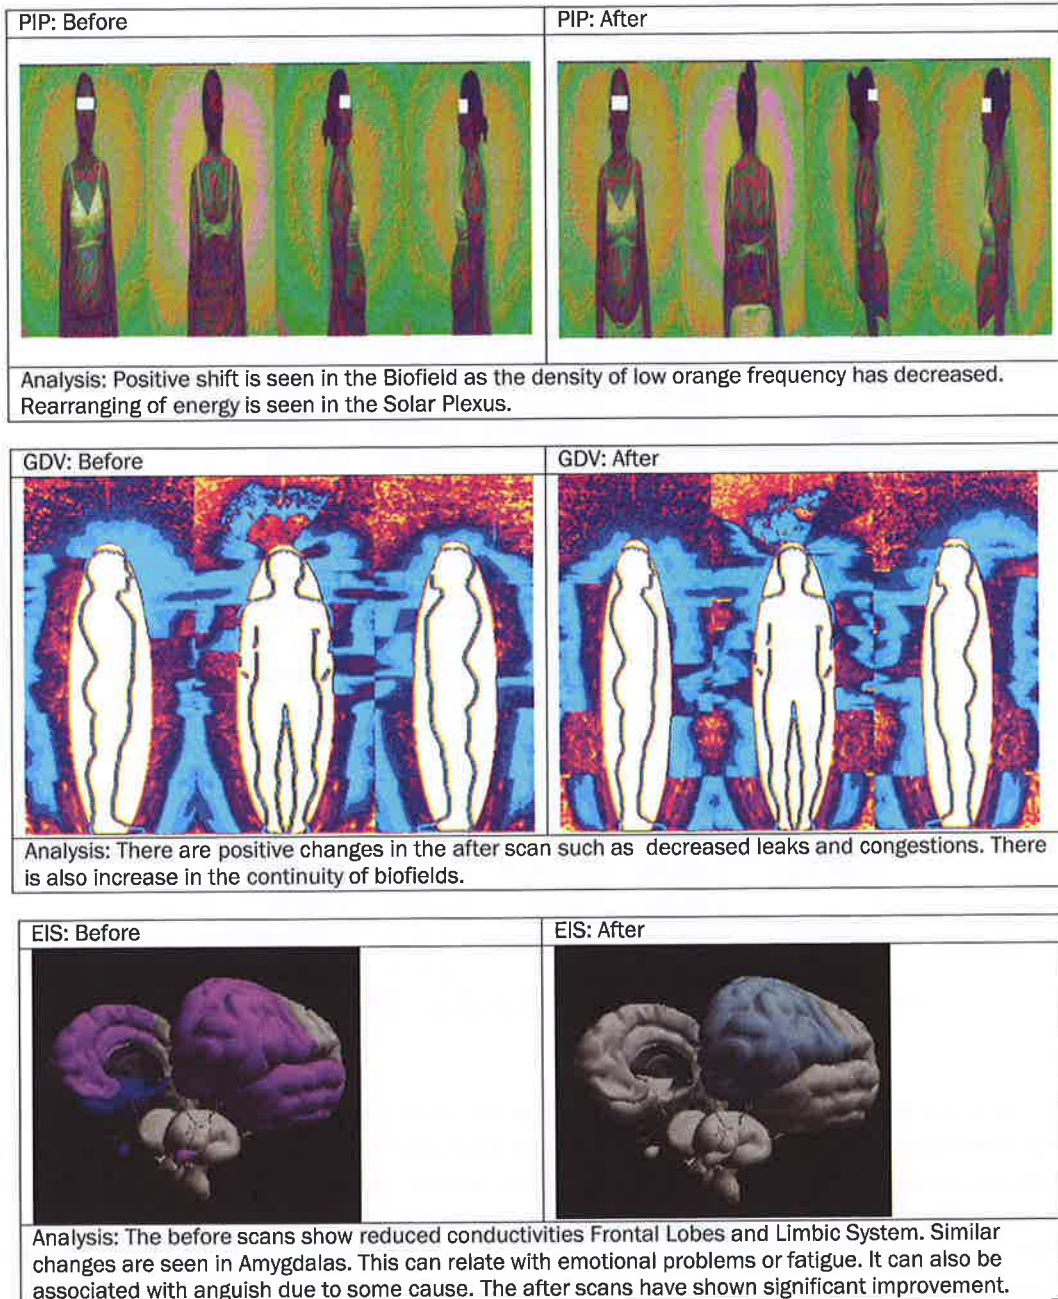 PIP: Before
PIP: After
Analysis: Positive shift is seen in the Biofield as the density of low orange frequency has decreased.
Rearranging of energy is seen in the Solar Plexus.
GDV: Before
GDV: After
Analysis: There are positive changes in the after scan such as decreased leaks and congestions. There
is also increase in the continuity of biofields.
EIS: Before
EIS: After
Analysis: The before scans show reduced conductivities Frontal Lobes and Limbic System. Similar
changes are seen in Amygdalas. This can relate with emotional problems or fatigue. It can also be
associated with anguish due to some cause. The after scans have shown significant improvement.